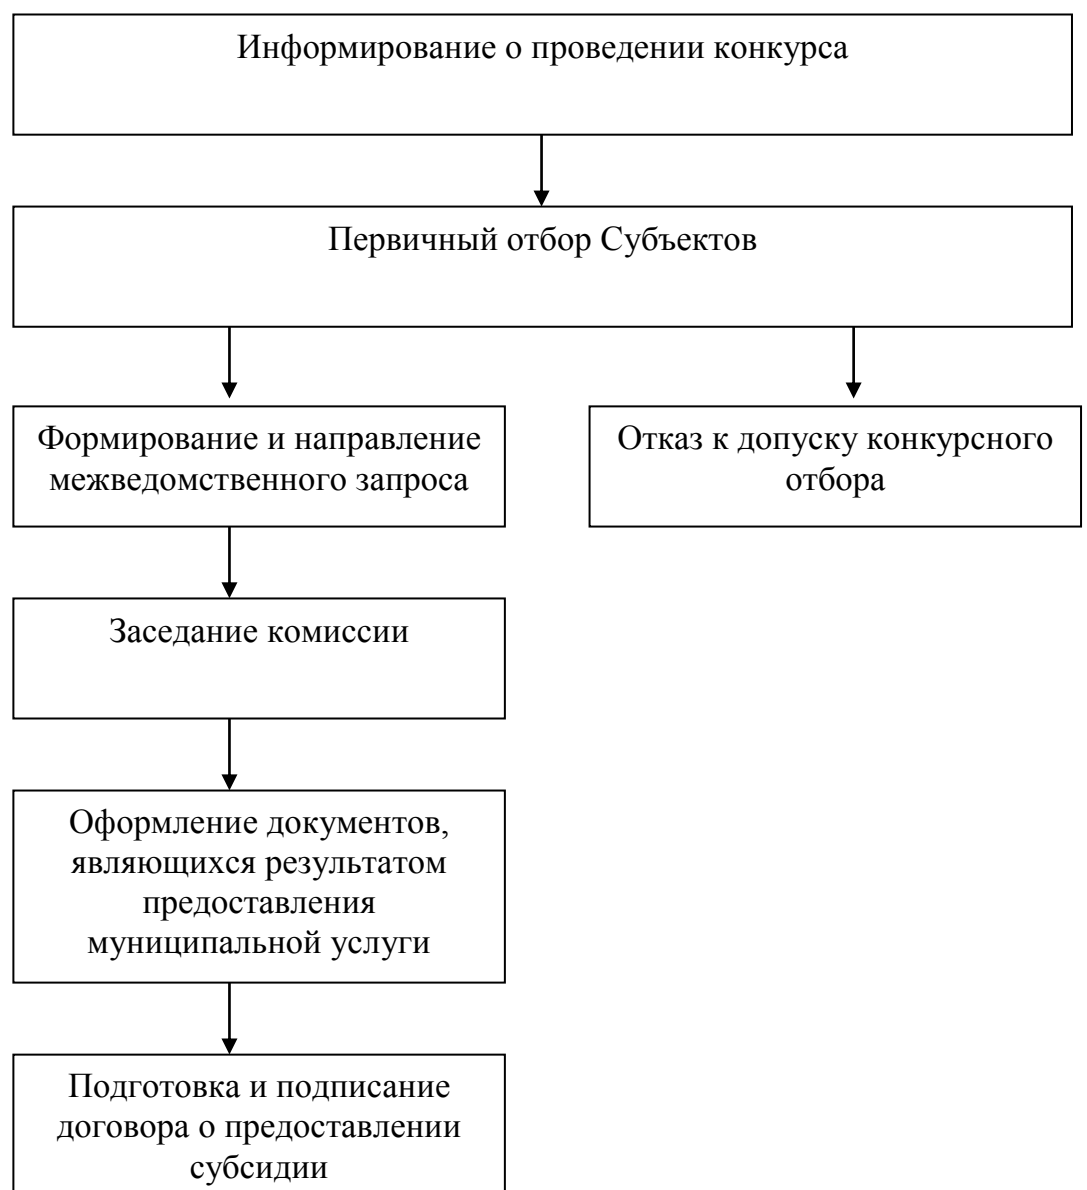 Информирование о проведении конкурса
Первичный отбор Субъектов
Формирование и направление
межведомственного запроса
Отказ к допуску конкурсного
отбора
Заседание комиссии
Оформление документов,
являющихся результатом
предоставления
муниципальной услуги
Подготовка и подписание
договора о предоставлении
субсидии